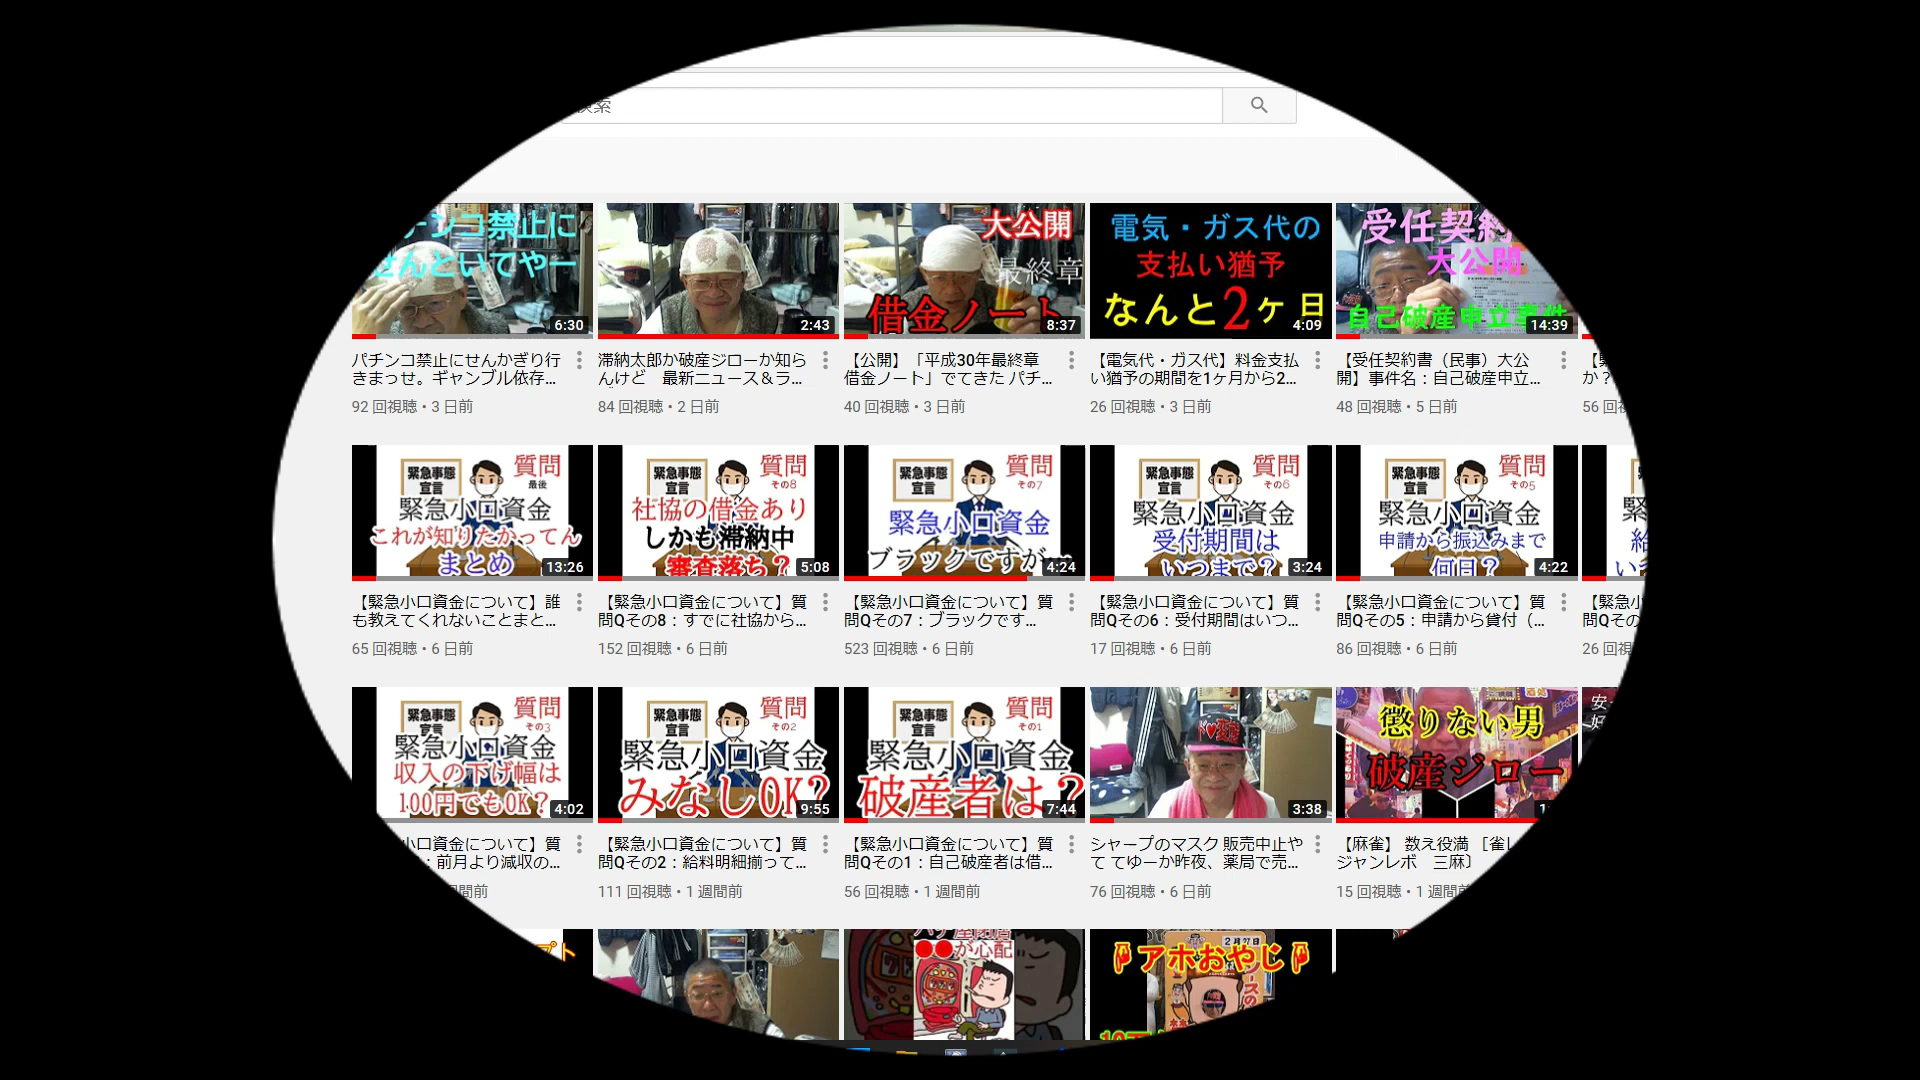 検索
チンコ禁止に
せんといてやー
6:30
2:43
大公開
最終章
借金ノート
8:37
電気・ガス代の
支払い猶予
なんと2ヶ月
4:09
受任契約
大公開
自己破産申立事件
14:39
パチンコ禁止にせんかぎり行
きまっせ。ギャンブル依存...
92 回視聴・3 日前
滞納太郎か破産ジローか知ら
んけど　最新ニュース＆ラ...
84 回視聴・2 日前
【公開】「平成30年最終章
借金ノート」でてきた パチ...
40 回視聴・3 日前
【電気代・ガス代】料金支払
い猶予の期間を1ヶ月から2...
26 回視聴・3 日前
【受任契約書（民事）大公
開】事件名：自己破産申立...
48 回視聴・5 日前
か？
56 回視
緊急事態
宣言
質問
最後
緊急小口資金
これが知りたかってん
まとめ
13:26
緊急事態
宣言
質問
その8
社協の借金あり
しかも滞納中
審査落ち？
5:08
緊急事態
宣言
質問
その7
緊急小口資金
ブラックですが
4:24
緊急事態
宣言
質問
その6
緊急小口資金
受付期間は
いつまで？
3:24
緊急事態
宣言
質問
その5
緊急小口資金
申請から振込みまで
何日？
4:22
緊
給
【緊急小口資金について】誰
も教えてくれないことまと...
65 回視聴・6 日前
【緊急小口資金について】質
問Qその8：すでに社協から...
152 回視聴・6 日前
【緊急小口資金について】質
問Qその7：ブラックです...
523 回視聴・6 日前
【緊急小口資金について】質
問Qその6：受付期間はいつ...
17 回視聴・6 日前
【緊急小口資金について】質
問Qその5：申請から貸付（...
86 回視聴・6 日前
【緊急小
問Qその
26 回視
緊急事態
宣言
質問
その3
緊急小口資金
収入の下げ幅は
100円でもOK？
4:02
緊急事態
宣言
質問
その2
緊急小口資金
みなしOK?
9:55
緊急事態
宣言
質問
その1
緊急小口資金
破産者は？
7:44
3:38
懲りない男
破産ジロー
安
小口資金について】質
：前月より減収の...
週間前
【緊急小口資金について】質
問Qその2：給料明細揃って...
111 回視聴・1 週間前
【緊急小口資金について】質
問Qその1：自己破産者は借...
56 回視聴・1 週間前
シャープのマスク 販売中止や
て てゆーか昨夜、薬局で売...
76 回視聴・6 日前
【麻雀】 数え役満 ［雀レ
ジャンレボ　三麻］
15 回視聴・1 週間前
プト
●●が心配
2月27日
アホおやじ